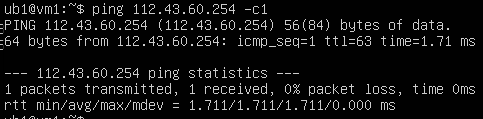 ub1@vm1:~$ ping 112.43.60.254 -c1
PING 112.43.60.254 (112.43.60.254) 56(84) bytes of data.
64 bytes from 112.43.60.254: icmp_seq=1 ttl=63 time=1.71 ms

--- 112.43.60.254 ping statistics ---
1 packets transmitted, 1 received, 0% packet loss, time 0ms
rtt min/avg/max/mdev = 1.711/1.711/1.711/0.000 ms
ub1@vm1:~$